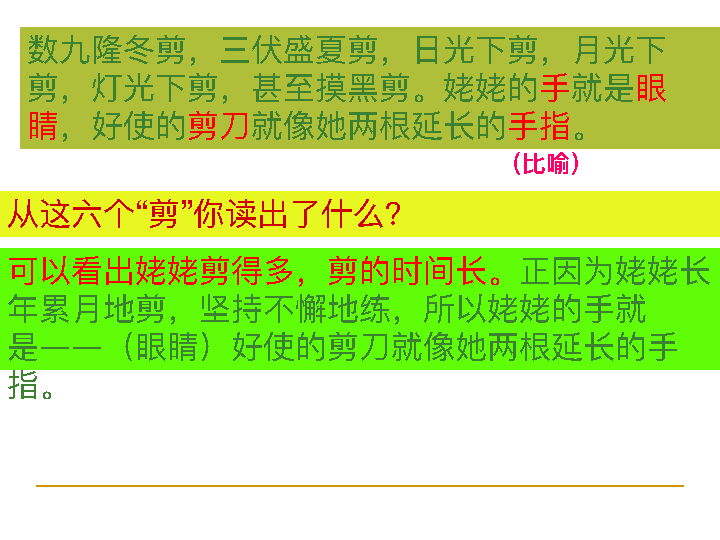 数九隆冬剪，三伏盛夏剪，日光下剪，月光下
剪，灯光下剪，甚至摸黑剪。姥姥的手就是眼
睛，好使的剪刀就像她两根延长的手指。
（比喻）
从这六个“剪”你读出了什么?
可以看出姥姥剪得多，剪的时间长。正因为姥姥长
年累月地剪，坚持不懈地练，所以姥姥的手就
是——（眼睛）好使的剪刀就像她两根延长的手
指。